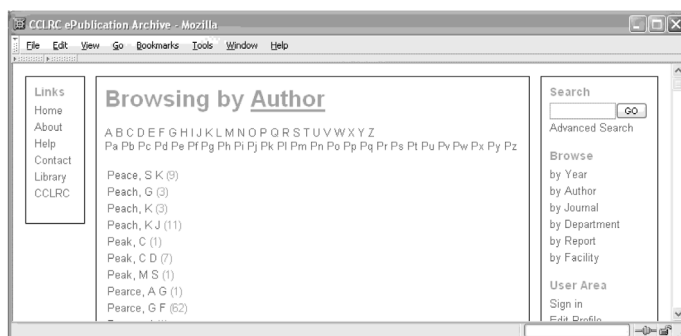 CCLRC ePublication Archive - Mozilla
File Edit View Go Bookmarks Tools Window Help
Links
Home
About
Help
Contact
Library
CCLRC
Browsing by Author
A B C D E F G H I J K L M N O P Q R S T U V W X Y Z
Pa Pb Pc Pd Pe Pf Pg Ph Pi Pj Pk Pl Pm Pn Po Pp Pq Pr Ps Pt Pu Pv Pw Px Py Pz
Peace, S K (9)
Peach, G (3)
Peach, K (3)
Peach, K J (11)
Peak, C (1)
Peak, C D (7)
Peak, M S (1)
Pearce, A G (1)
Pearce, G F (62)
Search
GO
Advanced Search
Browse
by Year
by Author
by Journal
by Department
by Report
by Facility
User Area
Sign in
Edit Profile